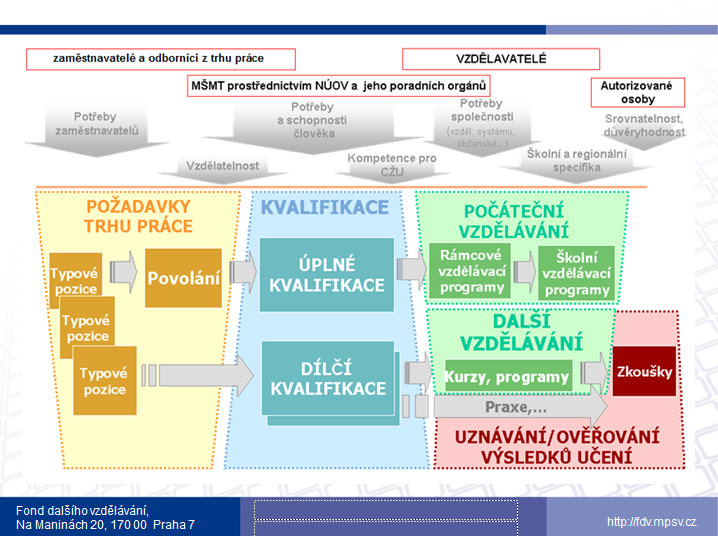 zaměstnavatelé a odborníci z trhu práce
VZDĚLAVATELÉ
MŠMT prostřednictvím NÚOV a jeho poradních orgánů
Autorizované
osoby
Potřeby
zaměstnavatelů
Potřeby
a schopnosti
člověka
Potřeby
společnosti
(vzděl. systému,
občanské...)
Srovnatelnost,
důvěryhodnost
Vzdělatelnost
Kompetence pro
CŽU
Školní a regionální
specifika
POŽADAVKY
TRHU PRÁCE
KVALIFIKACE
POČÁTEČNÍ
VZDĚLÁVÁNÍ
Typové
pozice
Povolání
ÚPLNÉ
KVALIFIKACE
Rámcové
vzdělávací
programy
Školní
vzdělávací
programy
Typové
pozice
Typové
pozice
DÍLČÍ
KVALIFIKACE
DALŠÍ
VZDĚLÁVÁNÍ
Kurzy, programy
Zkoušky
Praxe,...
UZNÁVÁNÍ/OVĚŘOVÁNÍ
VÝSLEDKŮ UČENÍ
Fond dalšího vzdělávání,
Na Maninách 20, 170 00 Praha 7
http://fdv.mpsv.cz